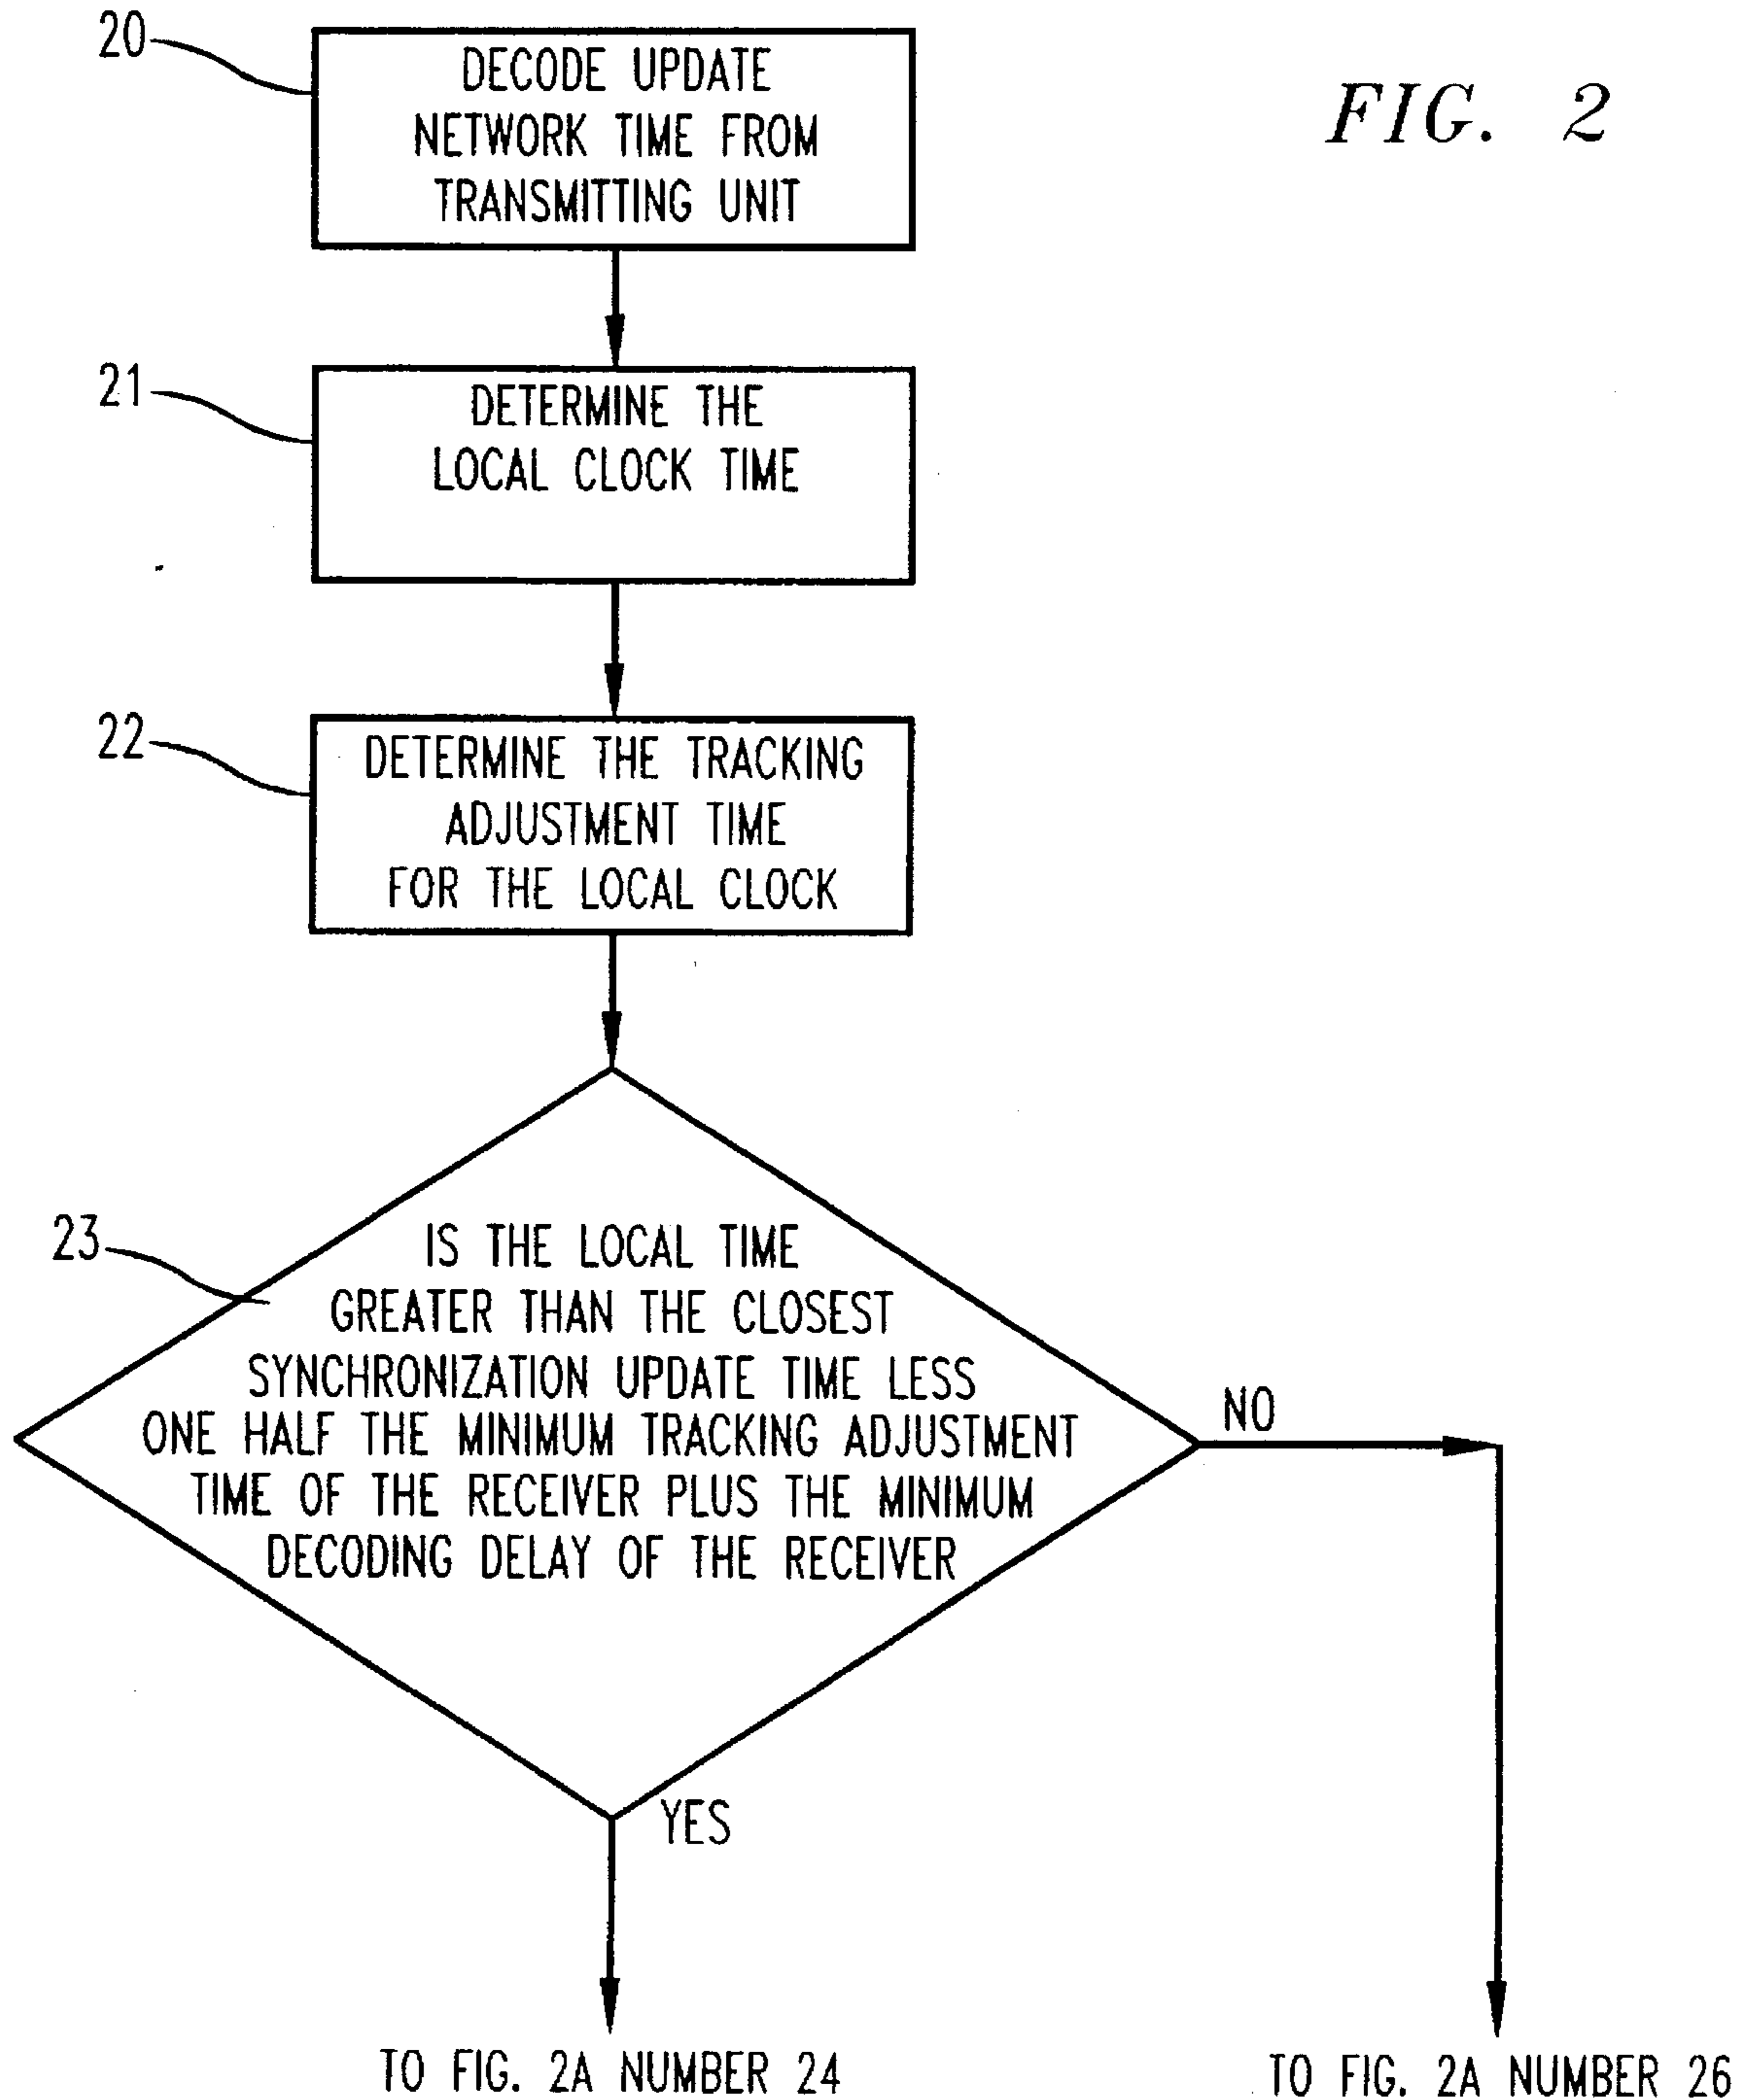 20
DECODE UPDATE
NETWORK TIME FROM
TRANSMITTING UNIT
FIG. 2
21
DETERMINE THE
LOCAL CLOCK TIME
22
DETERMINE THE TRACKING
ADJUSTMENT TIME
FOR THE LOCAL CLOCK
23
IS THE LOCAL TIME
GREATER THAN THE CLOSEST
SYNCHRONIZATION UPDATE TIME LESS
ONE HALF THE MINIMUM TRACKING ADJUSTMENT
TIME OF THE RECEIVER PLUS THE MINIMUM
DECODING DELAY OF THE RECEIVER
NO
YES
TO FIG. 2A NUMBER 24
TO FIG. 2A NUMBER 26